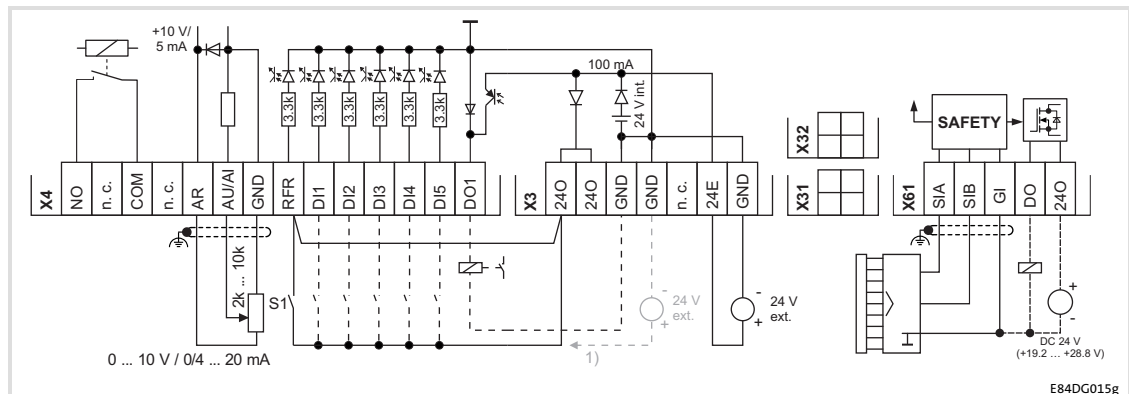 +10 V/
5 mA
100 mA
3.3k
3.3k
3.3k
3.3k
3.3k
3.3k
24 V int.
X4
NO
n. c.
COM
n. c.
AR
AU/AI
GND
RFR
DI1
DI2
DI3
DI4
DI5
DO1
X3
24O
24O
GND
GND
n. c.
24E
GND
X32
X31
SAFETY
X61
SIA
SIB
GI
DO
24O
2k ... 10k
S1
0 ... 10 V / 0/4 ... 20 mA
-
24 V
ext.
+
1)
-
24 V
ext.
+
+
-
DC 24 V
(+19.2 ... +28.8 V)
E84DG015g